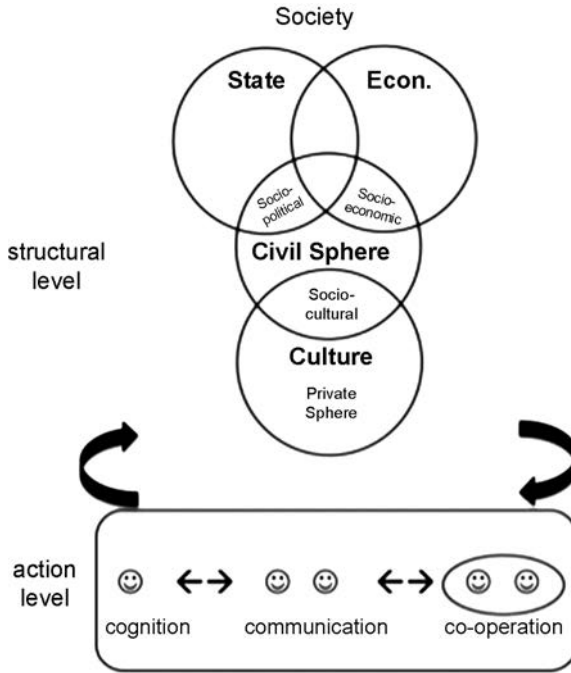 Society
State
Econ.
Socio-
political
Socio-
economic
structural
level
Civil Sphere
Socio-
cultural
Culture
Private
Sphere
action
level
cognition
communication
co-operation